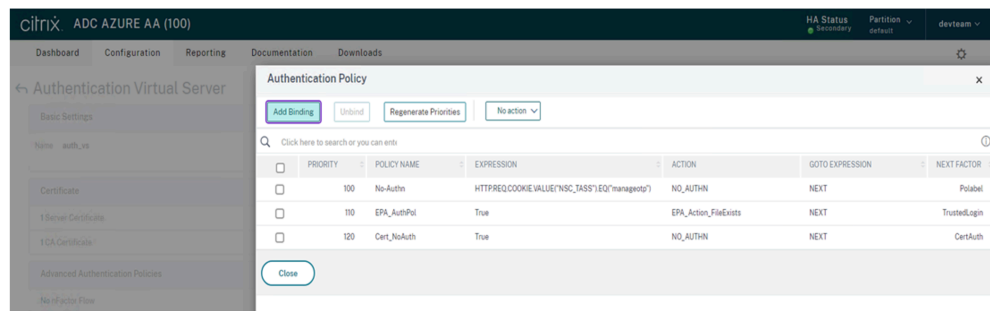 citrix. ADC AZURE AA (100)
HA Status Partition
Secondary default
devteam
Dashboard Configuration Reporting Documentation Downloads
Authentication Virtual Server
Basic Settings
Name auth_vs
Certificate
1 Server Certificate
1 CA Certificate
Advanced Authentication Policies
No nFactor Flow
Authentication Policy
x
Add Binding Unbind Regenerate Priorities No action
Click here to search or you can ente
PRIORITY POLICY NAME EXPRESSION ACTION GOTO EXPRESSION NEXT FACTOR
100 No-Authn HTTP.REQ.COOKIE.VALUE("NSC_TASS").EQ("manageotp") NO_AUTHN NEXT Polabel
110 EPA_AuthPol True EPA_Action_FileExists NEXT TrustedLogin
120 Cert_NoAuth True NO_AUTHN NEXT CertAuth
Close